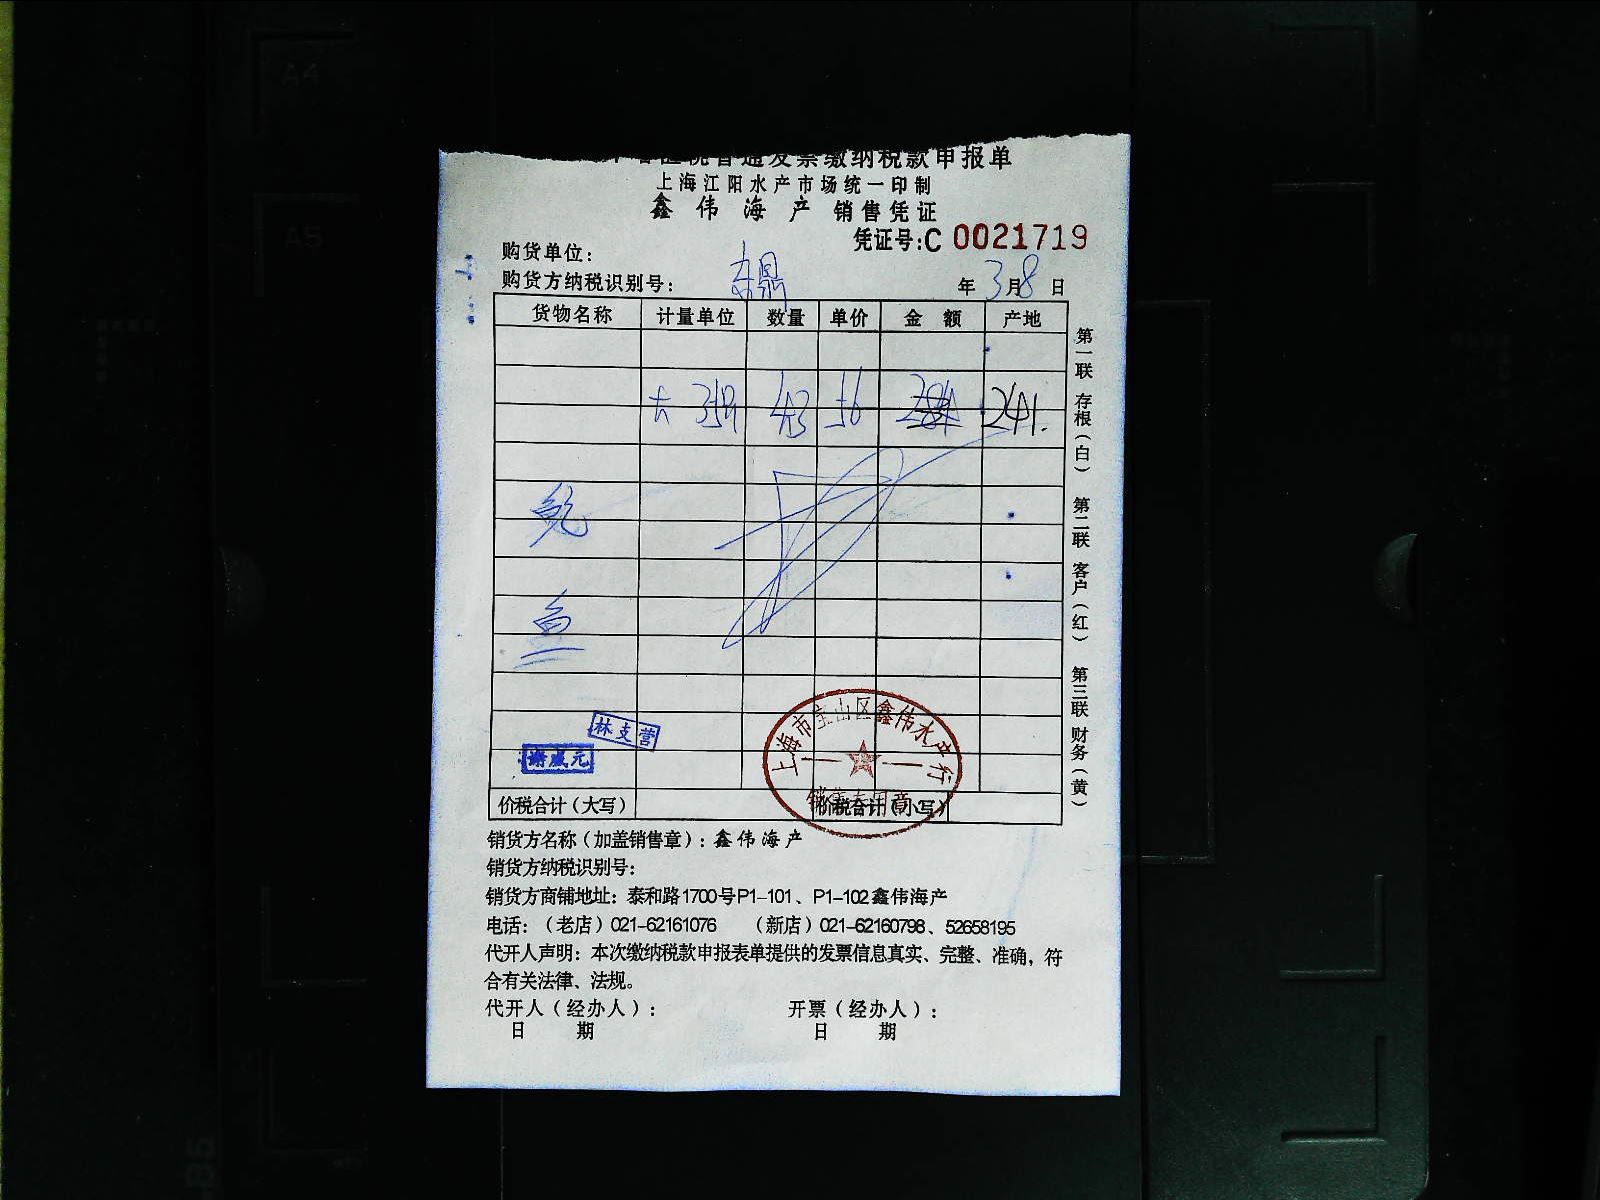 普通发票缴纳税款申报单
上海江阳水产市场统一印制
鑫伟海产 销售凭证
凭证号:C 0021719
购货单位:
购货方纳税识别号:
年 3月8日
货物名称 计量单位 数量 单价 金额 产地
43 56 241.
鲍
鱼
林支营
谢成元
上海市宝山区鑫伟水产行
销售专用章
价税合计(大写) 价税合计(小写)
销货方名称(加盖销售章):鑫伟海产
销货方纳税识别号:
销货方商铺地址:泰和路1700号P1-101、P1-102鑫伟海产
电话:(老店)021-62161076 (新店)021-62160798、52658195
代开人声明:本次缴纳税款申报表单提供的发票信息真实、完整、准确,符
合有关法律、法规。
代开人(经办人): 开票(经办人):
日 期 日 期
第一联 存根(白) 第二联 客户(红) 第三联 财务(黄)
A4
A5
B5